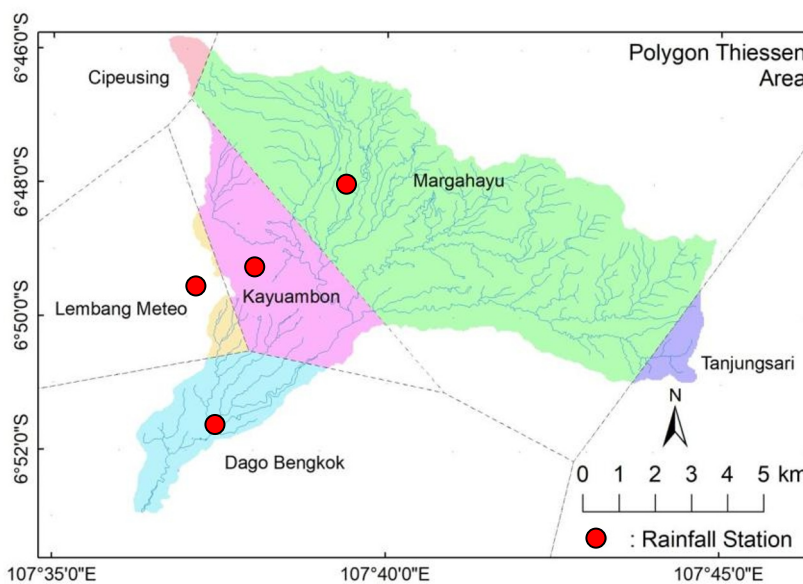 Polygon Thiessen
Area
6°46'0"S
Cipeusing
6°48'0"S
Margahayu
Kayuambon
Lembang Meteo
6°50'0"S
Tanjungsari
N
6°52'0"S
Dago Bengkok
0 1 2 3 4 5 km
: Rainfall Station
107°35'0"E 107°40'0"E 107°45'0"E